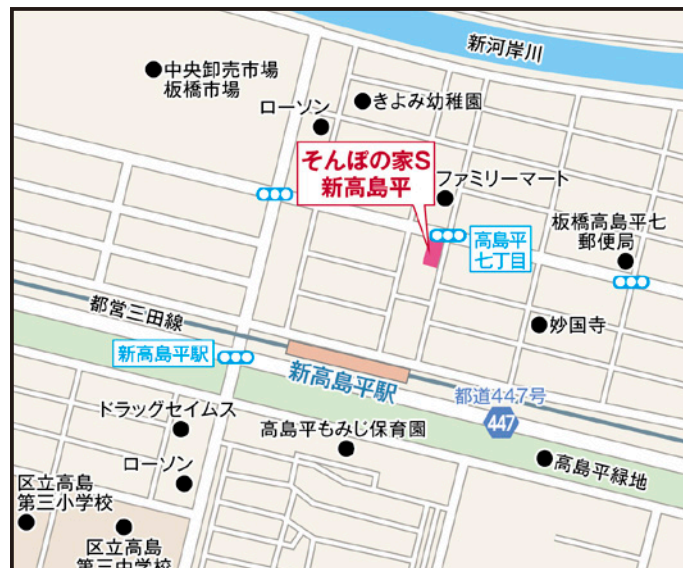 新河岸川
中央卸売市場
板橋市場
ローソン
きよみ幼稚園
そんぽの家S
新高島平
ファミリーマート
高島平
七丁目
板橋高島平七
郵便局
都営三田線
妙国寺
新高島平駅
新高島平駅
都道447号
447
ドラッグセイムス
高島平もみじ保育園
ローソン
高島平緑地
区立高島
第三小学校
区立高島
第三中学校